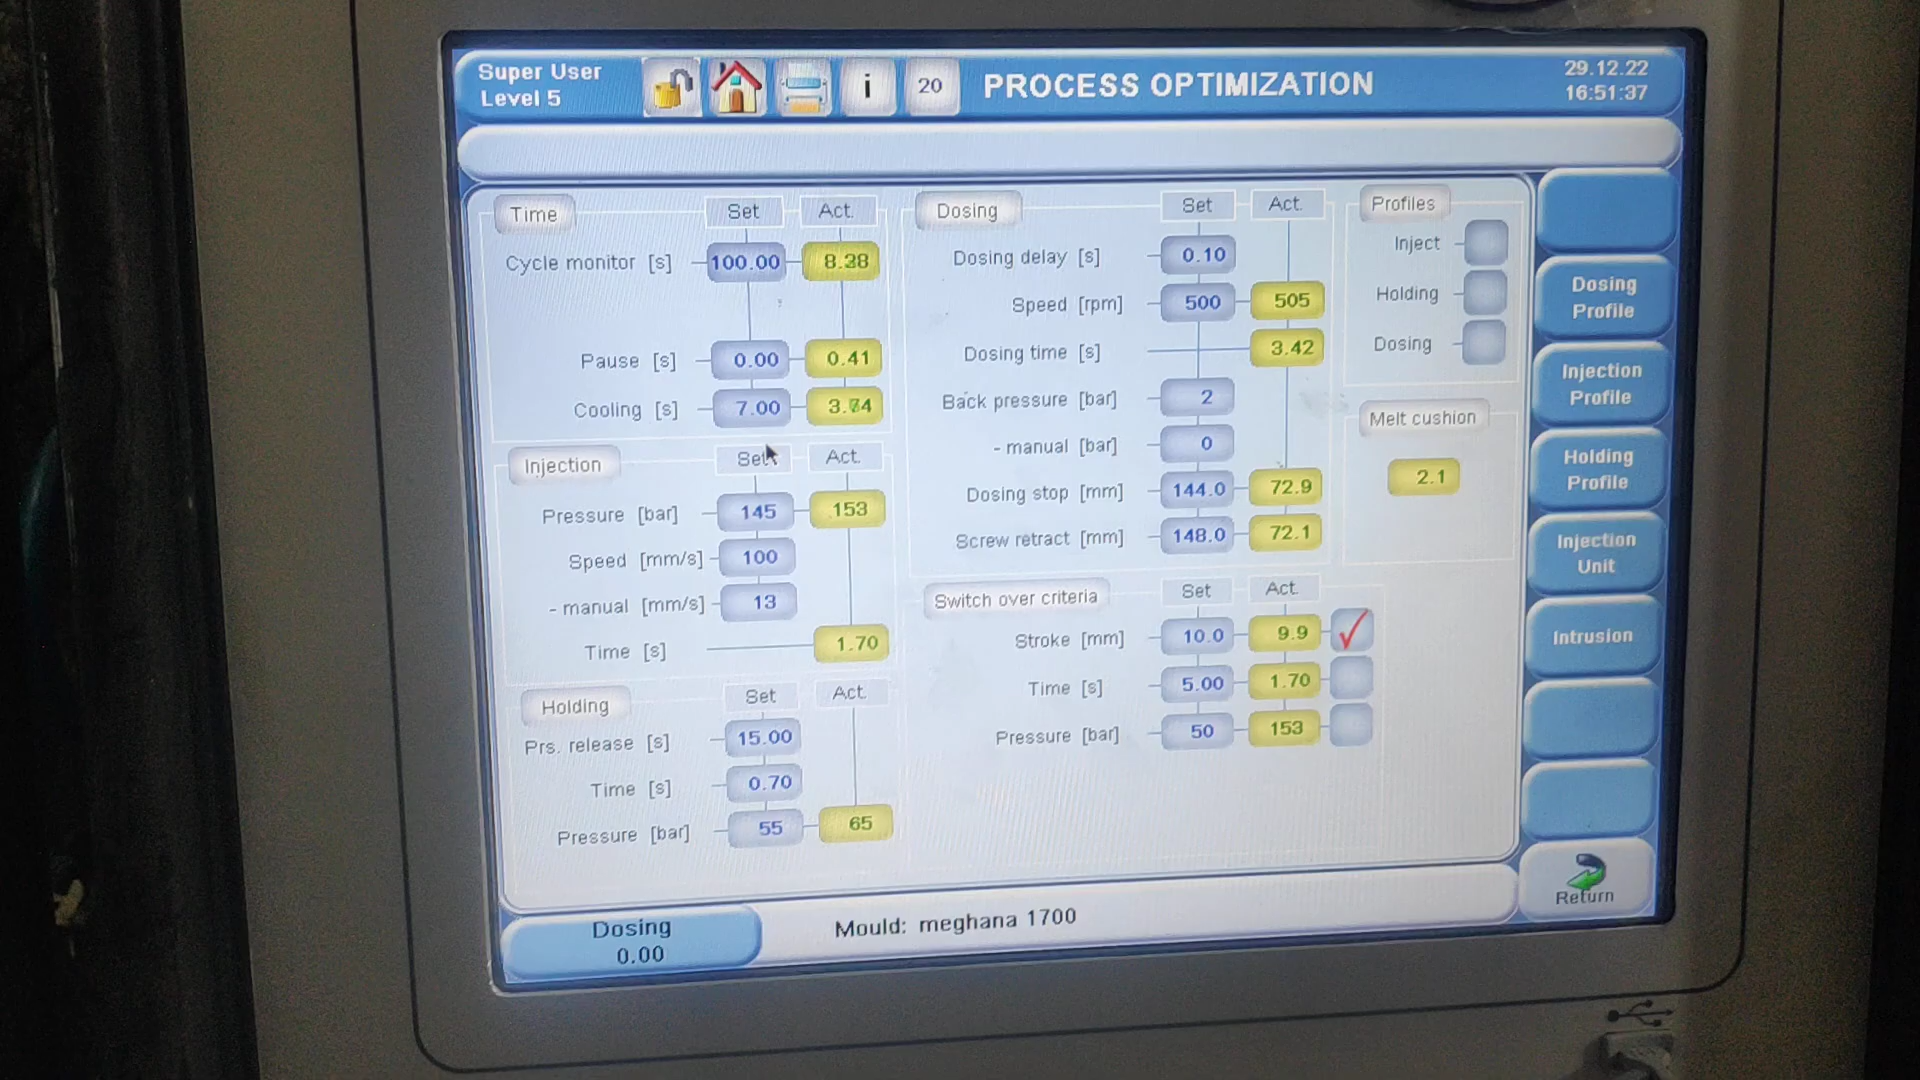 Super User
Level 5
i
20
PROCESS OPTIMIZATION
29.12.22
16:51:37
Time Set Act.
Cycle monitor [s] 100.00
Pause [s] 0.00 0.41
Cooling [s] 7.00
Injection Set Act.
Pressure [bar] 145 153
Speed [mm/s] 100
- manual [mm/s] 13
Time [s] 1.70
Holding Set Act.
Prs. release [s] 15.00
Time [s] 0.70
Pressure [bar] 55 65
Dosing Set Act.
Dosing delay [s] 0.10
Speed [rpm] 500 505
Dosing time [s] 3.42
Back pressure [bar] 2
- manual [bar] 0
Dosing stop [mm] 144.0 72.9
Screw retract [mm] 148.0 72.1
Switch over criteria Set Act.
Stroke [mm] 10.0 9.9
Time [s] 5.00 1.70
Pressure [bar] 50 153
Profiles
Inject
Holding
Dosing
Melt cushion
2.1
Dosing
Profile
Injection
Profile
Holding
Profile
Injection
Unit
Intrusion
Return
Dosing
0.00
Mould: meghana 1700